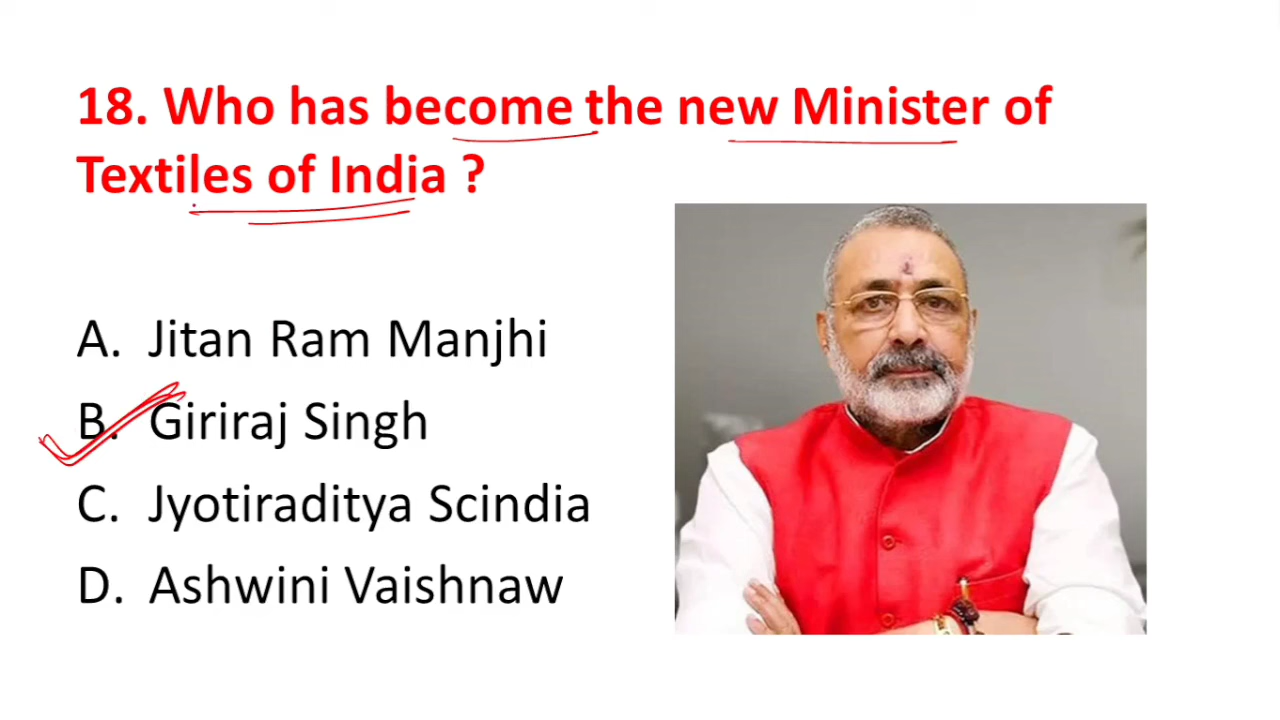 18. Who has become the new Minister of
Textiles of India ?
A. Jitan Ram Manjhi
B. Giriraj Singh
C. Jyotiraditya Scindia
D. Ashwini Vaishnaw